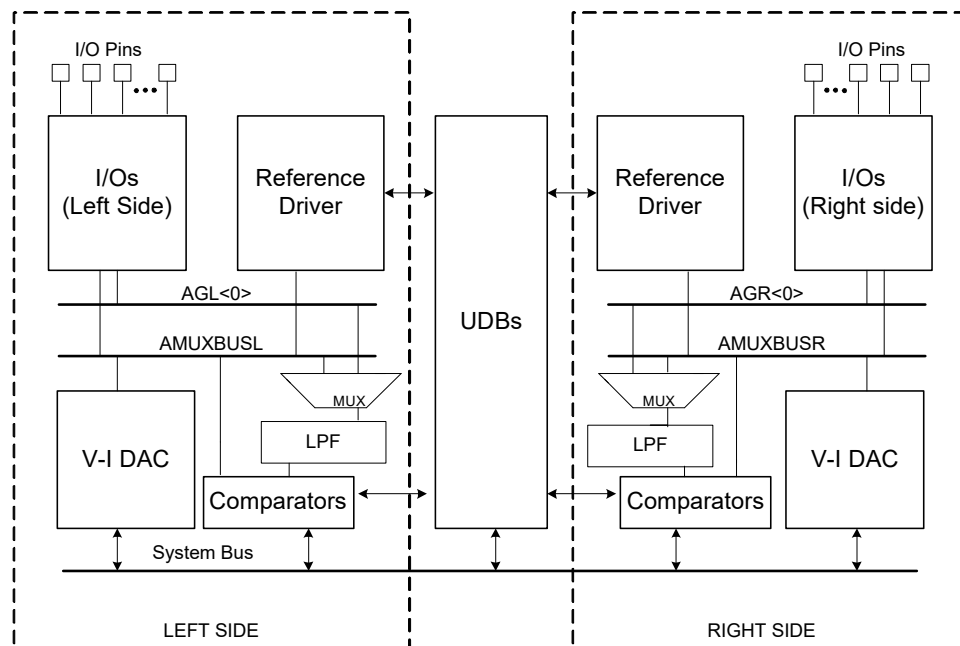 I/O Pins
I/O Pins
I/Os
(Left Side)
Reference
Driver
UDBs
Reference
Driver
I/Os
(Right side)
AGL<0>
AGR<0>
AMUXBUSL
AMUXBUSR
MUX
MUX
V-I DAC
LPF
LPF
V-I DAC
Comparators
Comparators
System Bus
LEFT SIDE
RIGHT SIDE